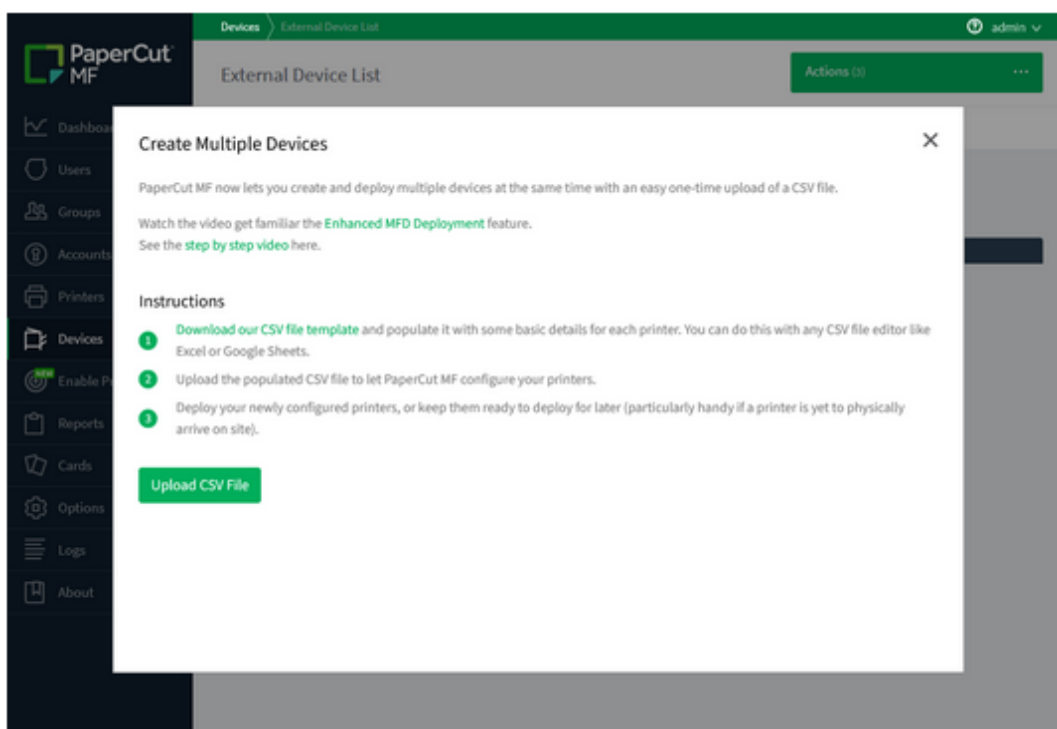 Devices External Device List admin
PaperCut
MF
External Device List
Actions (3) ...
Create Multiple Devices
PaperCut MF now lets you create and deploy multiple devices at the same time with an easy one-time upload of a CSV file.
Watch the video get familiar the Enhanced MFD Deployment feature.
See the step by step video here.
Instructions
1 Download our CSV file template and populate it with some basic details for each printer. You can do this with any CSV file editor like
Excel or Google Sheets.
2 Upload the populated CSV file to let PaperCut MF configure your printers.
3 Deploy your newly configured printers, or keep them ready to deploy for later (particularly handy if a printer is yet to physically
arrive on site).
Upload CSV File
Dashboa
Users
Groups
Accounts
Printers
Devices
NEW
Enable P
Reports
Cards
Options
Logs
About